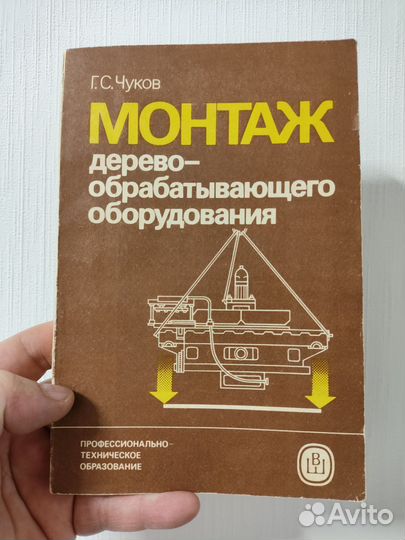 Г.С.Чуков
МОНТАЖ
дерево–
обрабатывающего
оборудования
ПРОФЕССИОНАЛЬНО–
ТЕХНИЧЕСКОЕ
ОБРАЗОВАНИЕ
ВШ
Avito